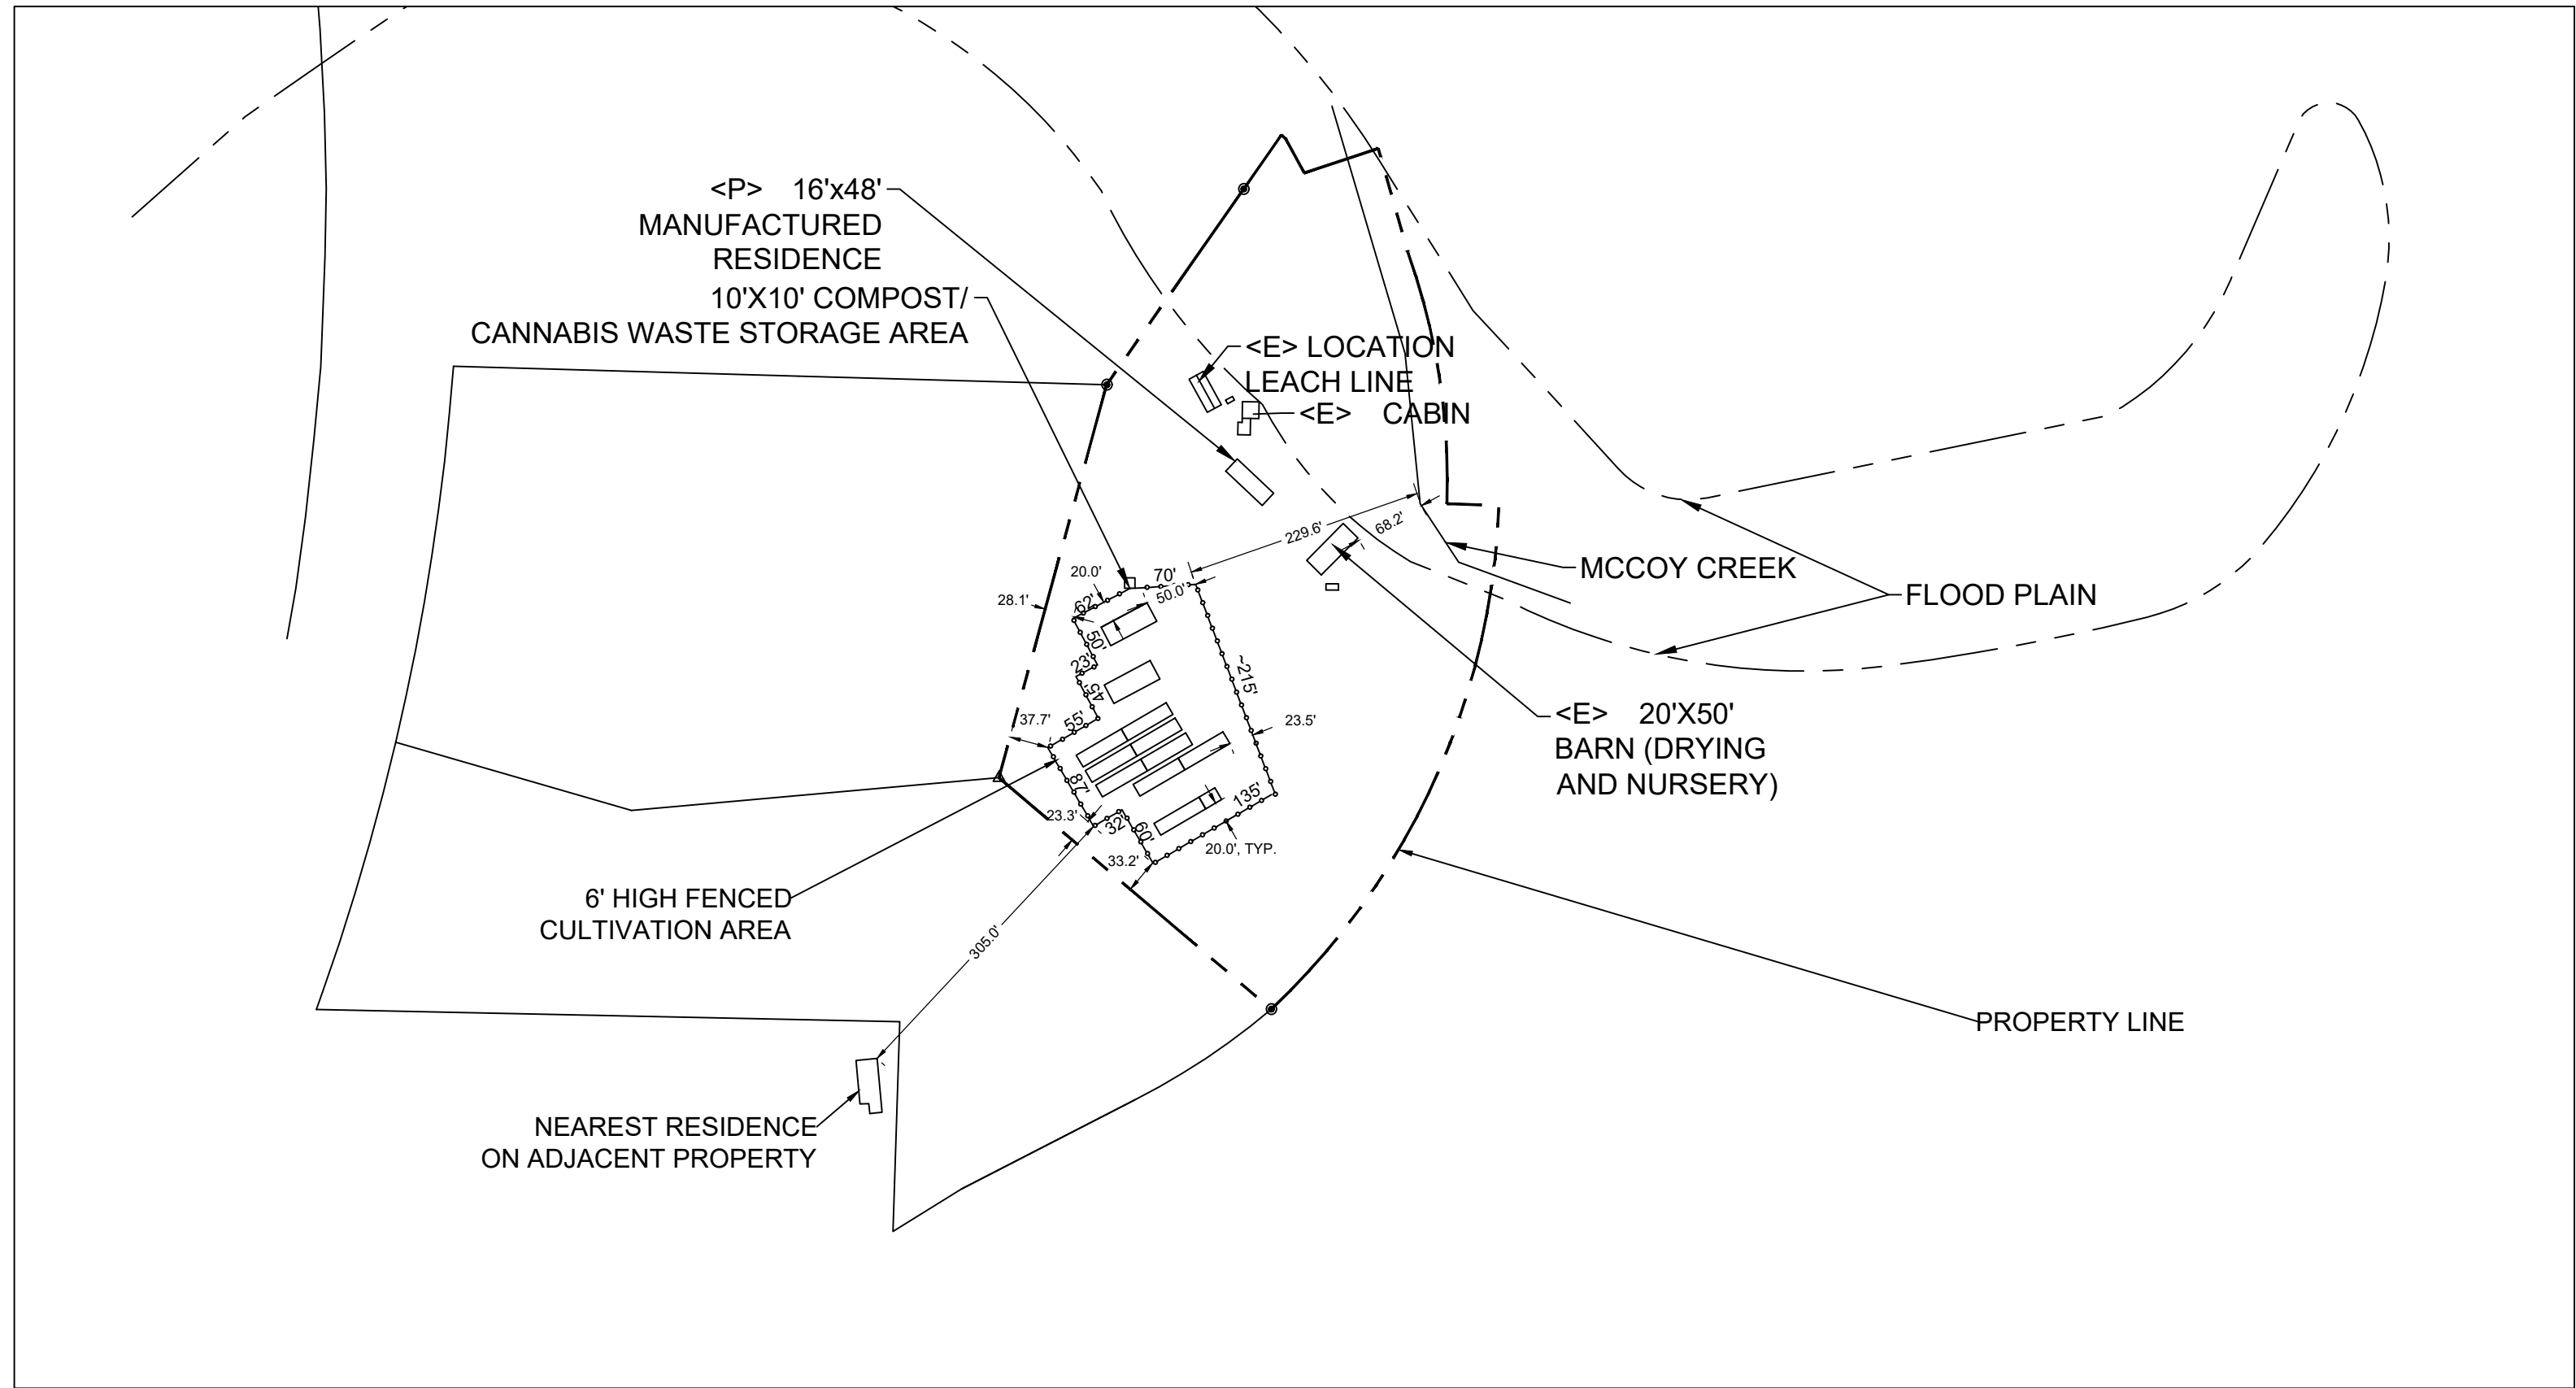 <P> 16'x48'
MANUFACTURED
RESIDENCE
10'X10' COMPOST/
CANNABIS WASTE STORAGE AREA
<E> LOCATION
LEACH LINE
<E> CABIN
229.6'
68.2'
MCCOY CREEK
FLOOD PLAIN
20.0'
70'
50.0'
62'
28.1'
50'
23'
45'
~215'
55'
37.7'
23.5'
<E> 20'X50'
BARN (DRYING
AND NURSERY)
87'
135'
23.3'
32'
60'
20.0', TYP.
33.2'
6' HIGH FENCED
CULTIVATION AREA
305.0'
PROPERTY LINE
NEAREST RESIDENCE
ON ADJACENT PROPERTY